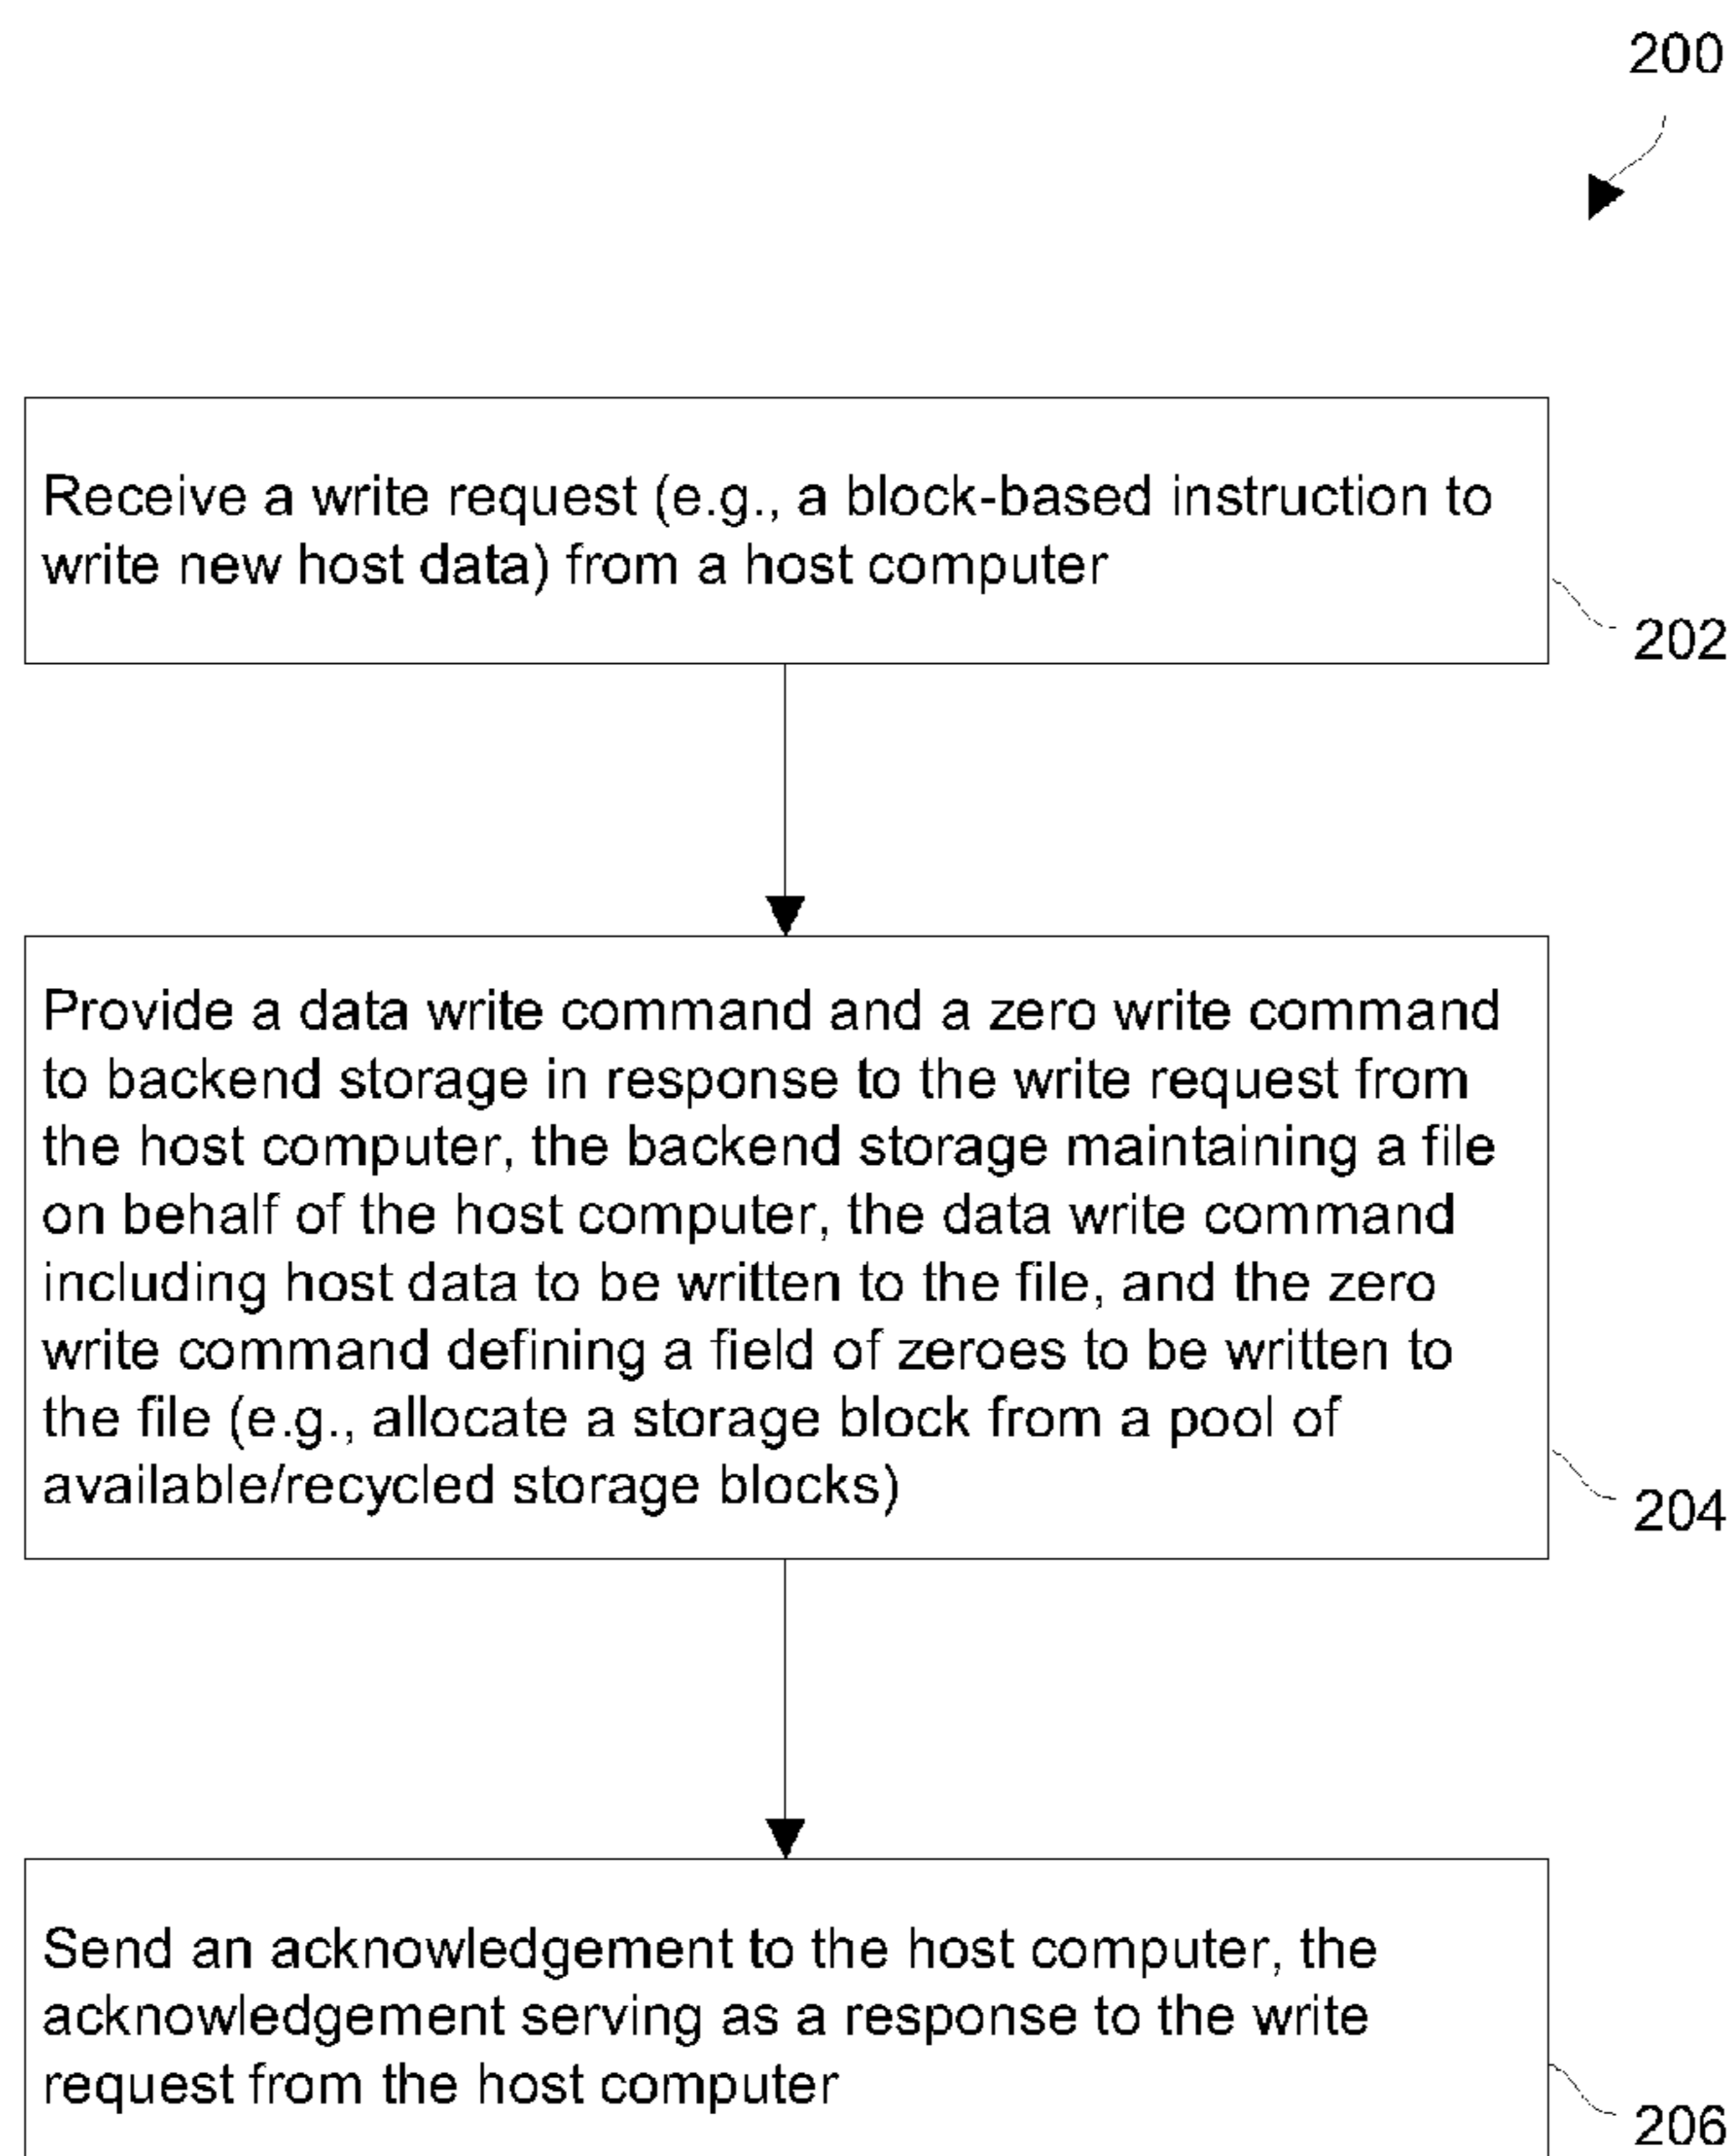 200
Receive a write request (e.g., a block-based instruction to
write new host data) from a host computer
202
Provide a data write command and a zero write command
to backend storage in response to the write request from
the host computer, the backend storage maintaining a file
on behalf of the host computer, the data write command
including host data to be written to the file, and the zero
write command defining a field of zeroes to be written to
the file (e.g., allocate a storage block from a pool of
available/recycled storage blocks)
204
Send an acknowledgement to the host computer, the
acknowledgement serving as a response to the write
request from the host computer
206